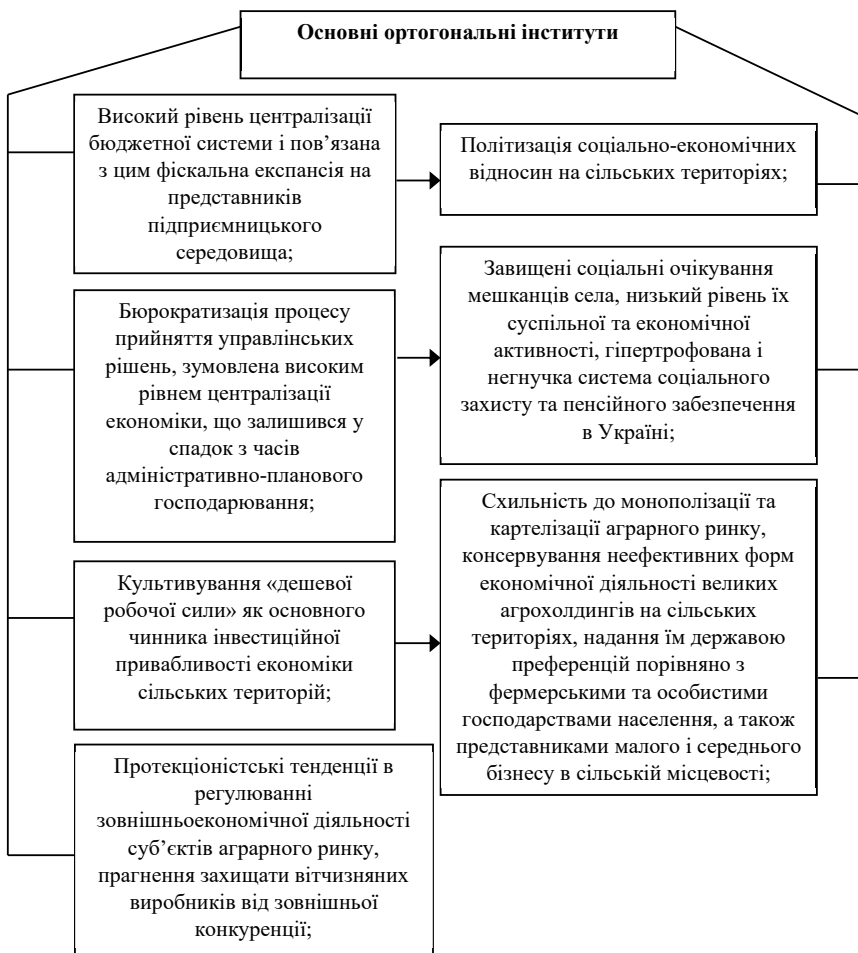 Основні ортогональні інститути
Високий рівень централізації
бюджетної системи і пов’язана
з цим фіскальна експансія на
представників
підприємницького
середовища;
Політизація соціально-економічних
відносин на сільських територіях;
Бюрократизація процесу
прийняття управлінських
рішень, зумовлена високим
рівнем централізації
економіки, що залишився у
спадок з часів
адміністративно-планового
господарювання;
Завищені соціальні очікування
мешканців села, низький рівень їх
суспільної та економічної
активності, гіпертрофована і
негнучка система соціального
захисту та пенсійного забезпечення
в Україні;
Культивування «дешевої
робочої сили» як основного
чинника інвестиційної
привабливості економіки
сільських територій;
Схильність до монополізації та
картелізації аграрного ринку,
консервування неефективних форм
економічної діяльності великих
агрохолдингів на сільських
територіях, надання їм державою
преференцій порівняно з
фермерськими та особистими
господарствами населення, а також
представниками малого і середнього
бізнесу в сільській місцевості;
Протекціоністські тенденції в
регулюванні
зовнішньоекономічної діяльності
суб’єктів аграрного ринку,
прагнення захищати вітчизняних
виробників від зовнішньої
конкуренції;